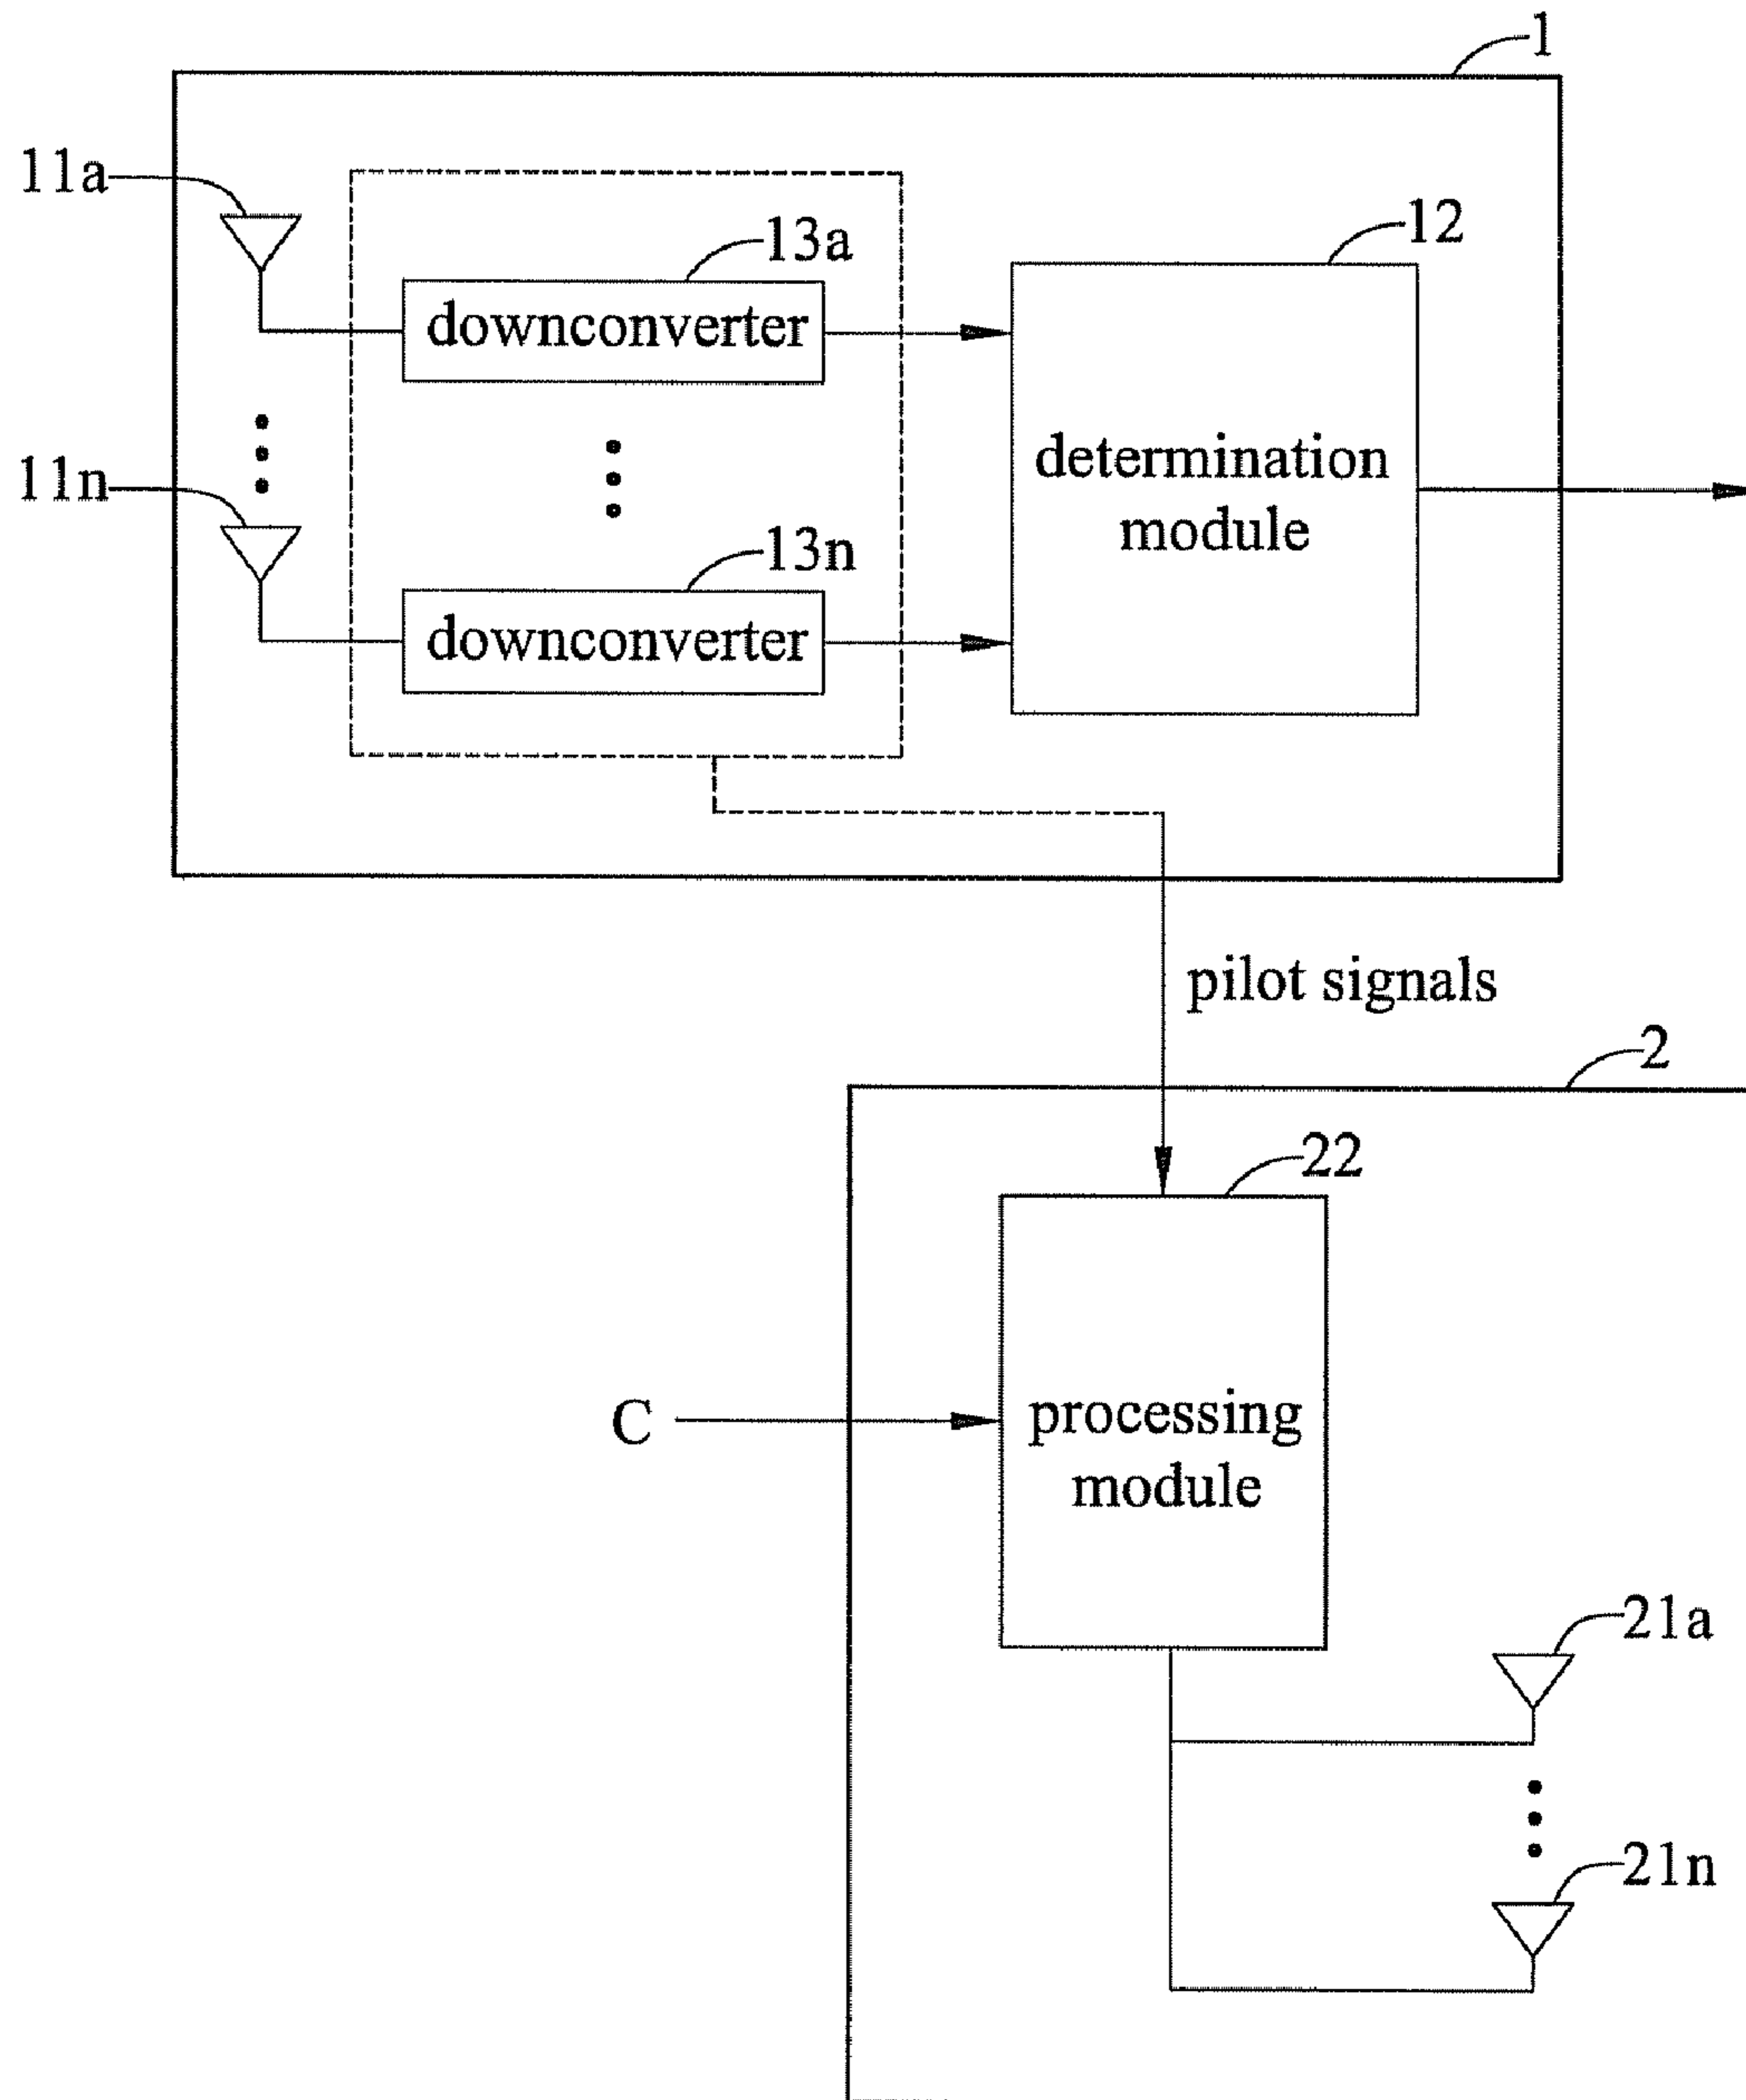 1
11a
13a
12
downconverter
determination
module
11n
13n
downconverter
pilot signals
2
22
C
processing
module
21a
21n